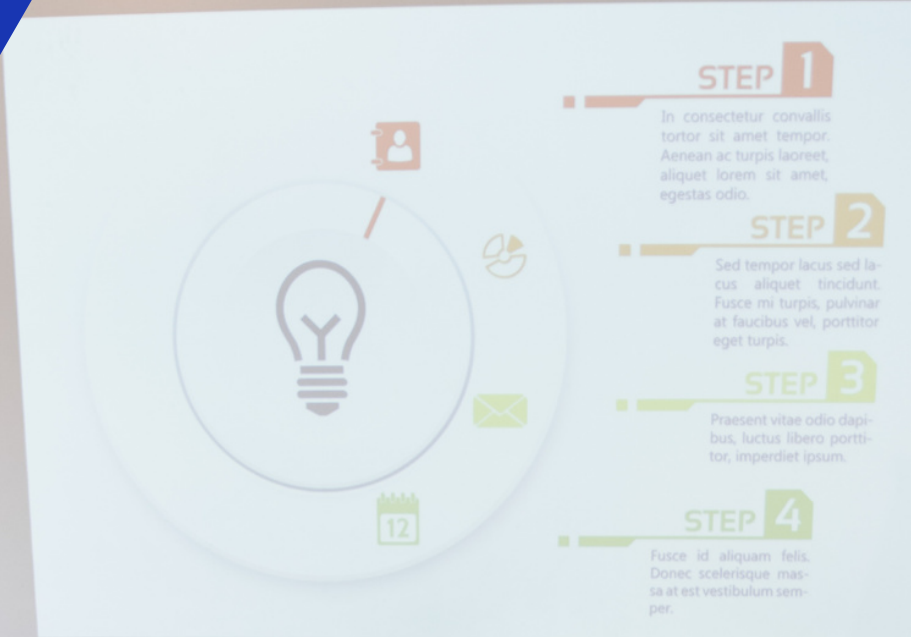 STEP 1
In consectetur convallis
tortor sit amet tempor.
Aenean ac turpis laoreet,
aliquet lorem sit amet,
egestas odio.
STEP 2
Sed tempor lacus sed la-
cus aliquet tincidunt.
Fusce mi turpis, pulvinar
at faucibus vel, porttitor
eget turpis.
STEP 3
Praesent vitae odio dapi-
bus, luctus libero portti-
tor, imperdiet ipsum.
12
STEP 4
Fusce id aliquam felis.
Donec scelerisque mas-
sa at est vestibulum sem-
per.